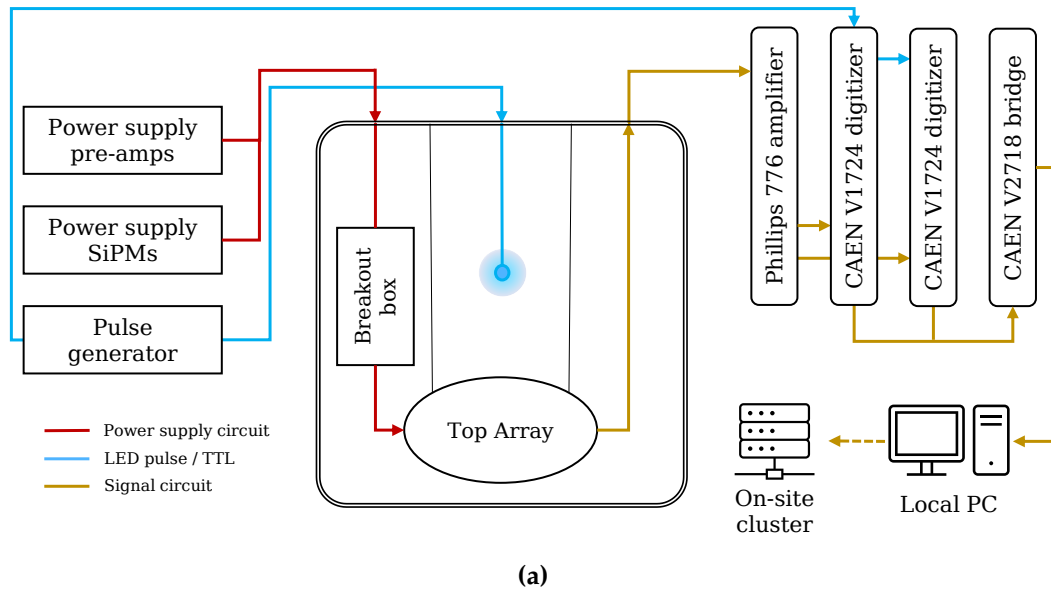 Power supply
pre-amps
Power supply
SiPMs
Pulse
generator
Power supply circuit
LED pulse / TTL
Signal circuit
Breakout
box
Top Array
Phillips 776 amplifier
CAEN V1724 digitizer
CAEN V1724 digitizer
CAEN V2718 bridge
On-site
cluster
Local PC
(a)